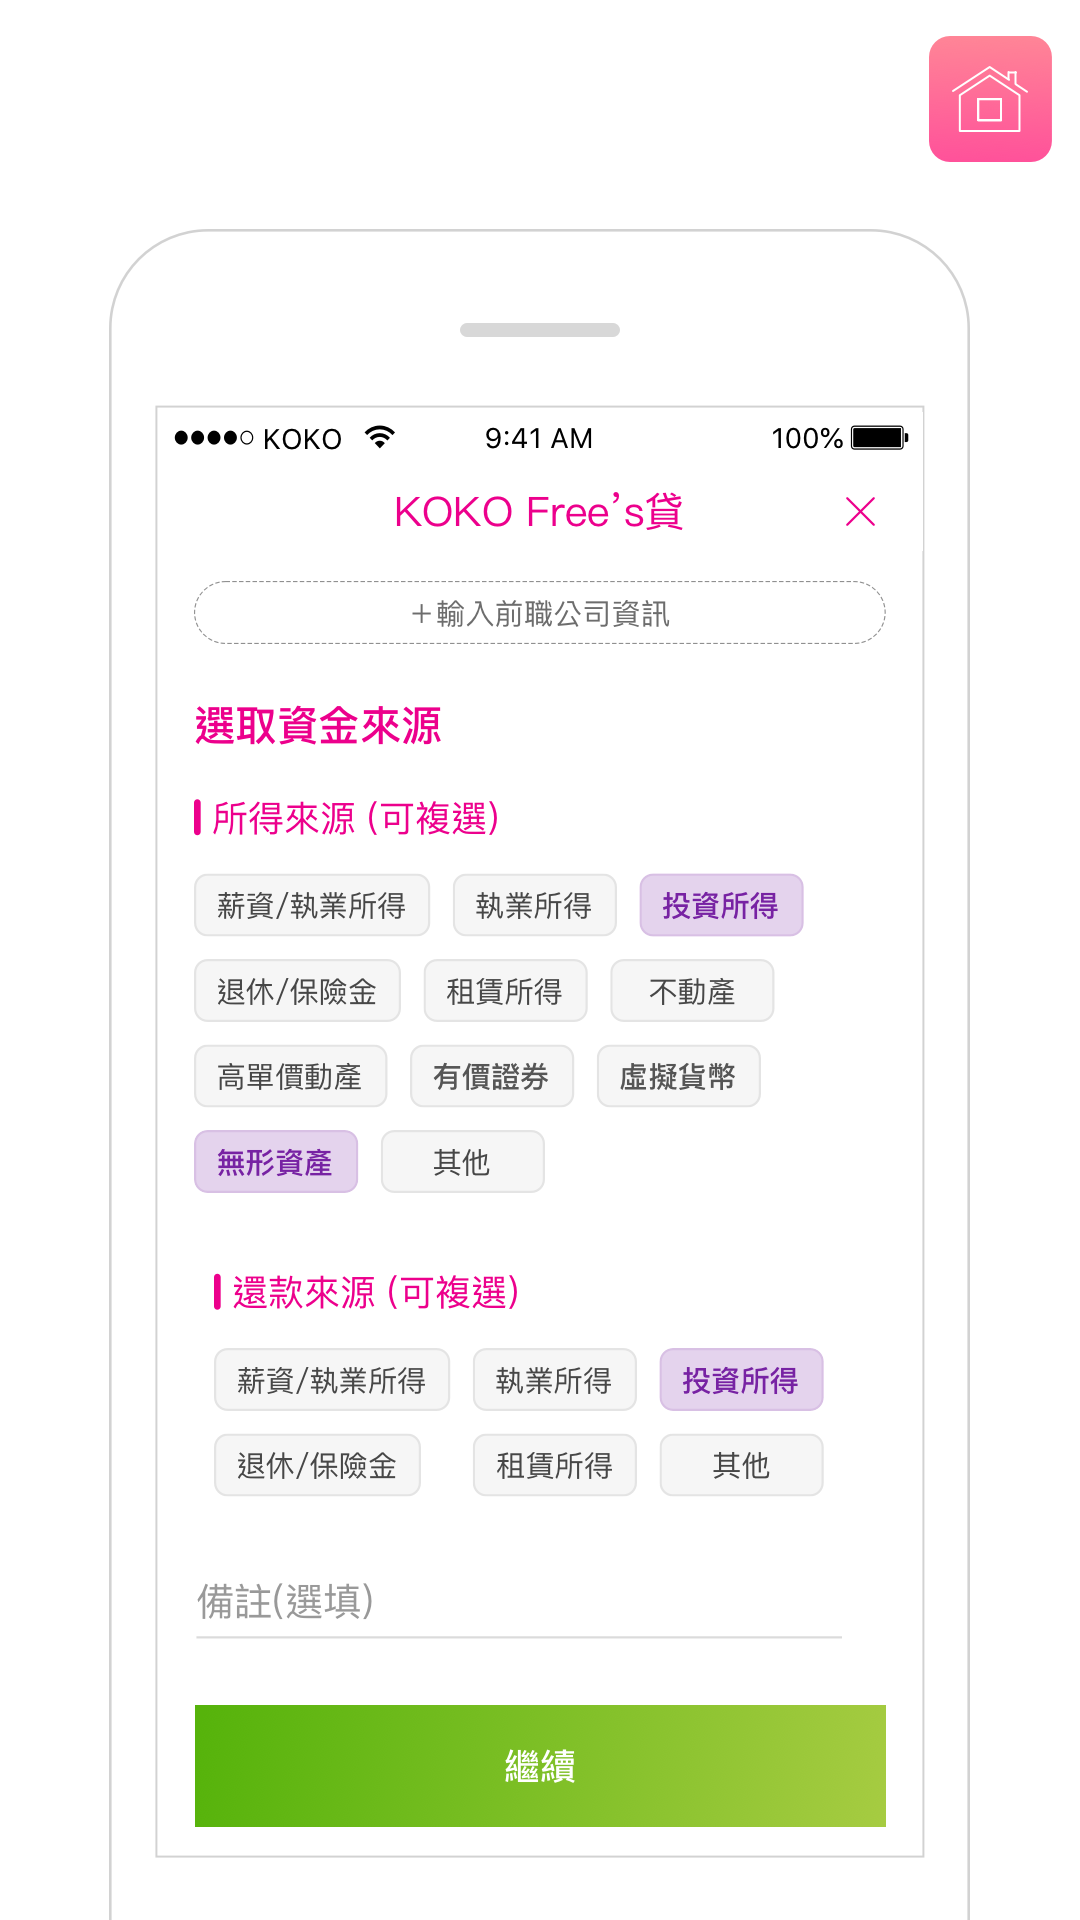 KOKO 9:41 AM 100%
KOKO Free’s貸
＋輸入前職公司資訊
選取資金來源
所得來源 (可複選)
薪資/執業所得 執業所得 投資所得
退休/保險金 租賃所得 不動產
高單價動產 有價證券 虛擬貨幣
無形資產 其他
還款來源 (可複選)
薪資/執業所得 執業所得 投資所得
退休/保險金 租賃所得 其他
備註(選填)
繼續